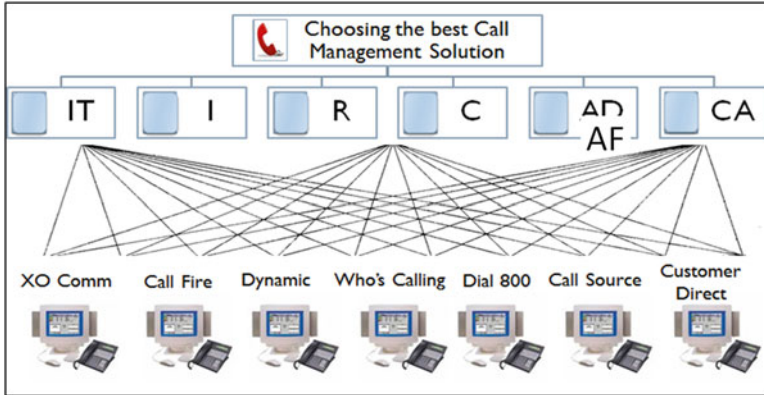 Choosing the best Call
Management Solution
IT
I
R
C
AD
AF
CA
XO Comm
Call Fire
Dynamic
Who's Calling
Dial 800
Call Source
Customer
Direct